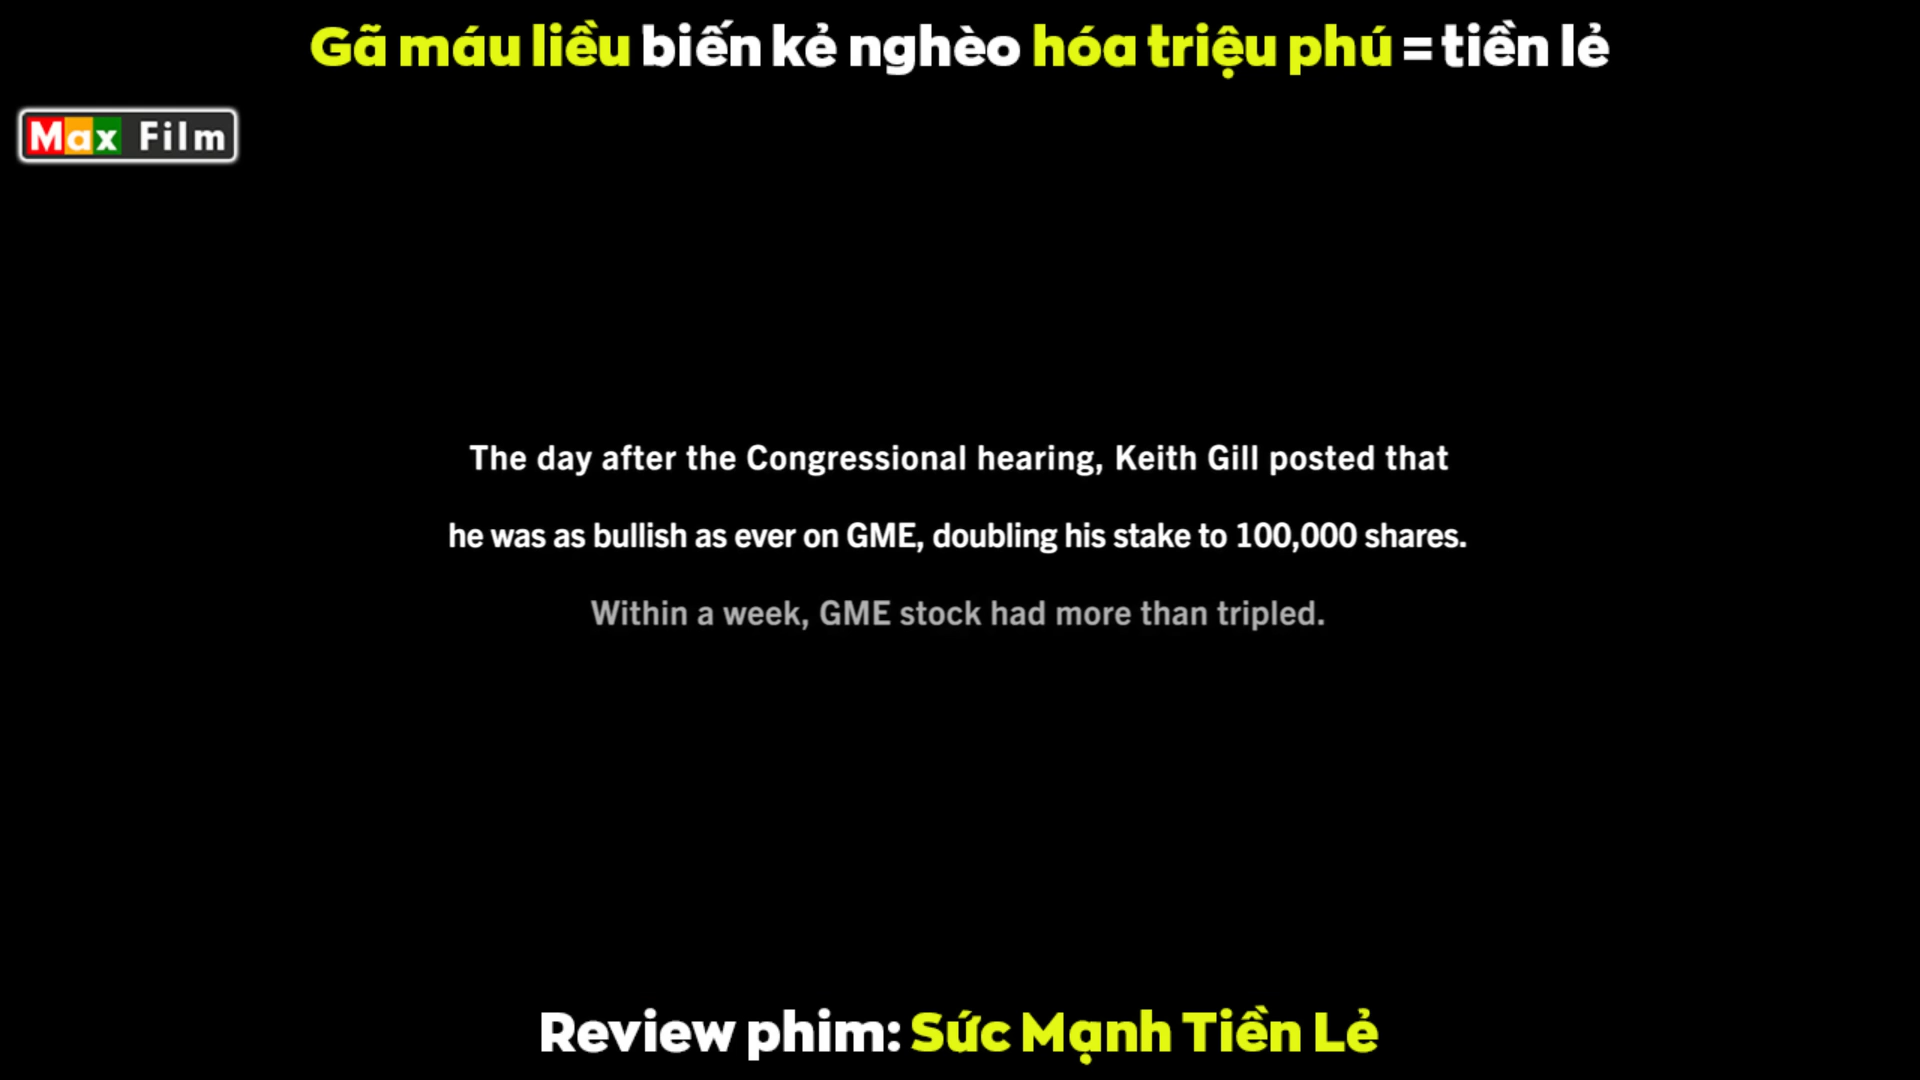 Gã máu liều biến kẻ nghèo hóa triệu phú = tiền lẻ
Max Film
The day after the Congressional hearing, Keith Gill posted that
he was as bullish as ever on GME, doubling his stake to 100,000 shares.
Within a week, GME stock had more than tripled.
Review phim: Sức Mạnh Tiền Lẻ